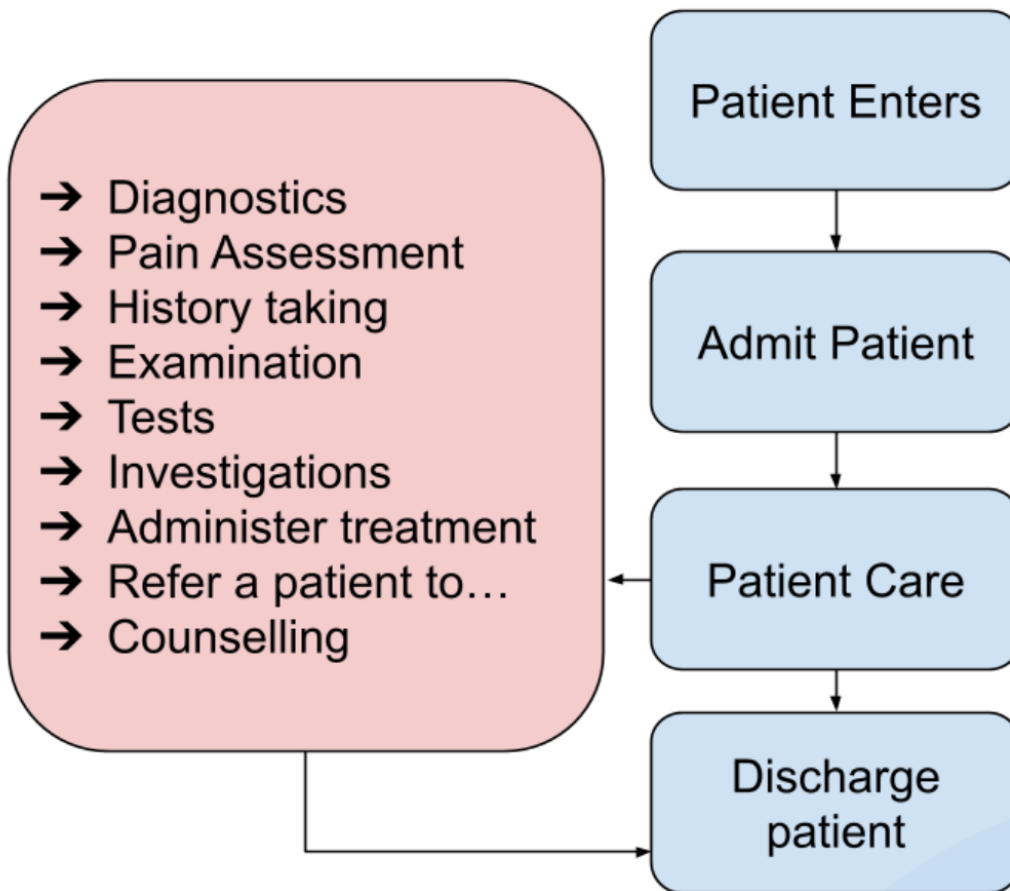 Patient Enters
Admit Patient
Patient Care
➔ Diagnostics
➔ Pain Assessment
➔ History taking
➔ Examination
➔ Tests
➔ Investigations
➔ Administer treatment
➔ Refer a patient to…
➔ Counselling
Discharge
patient